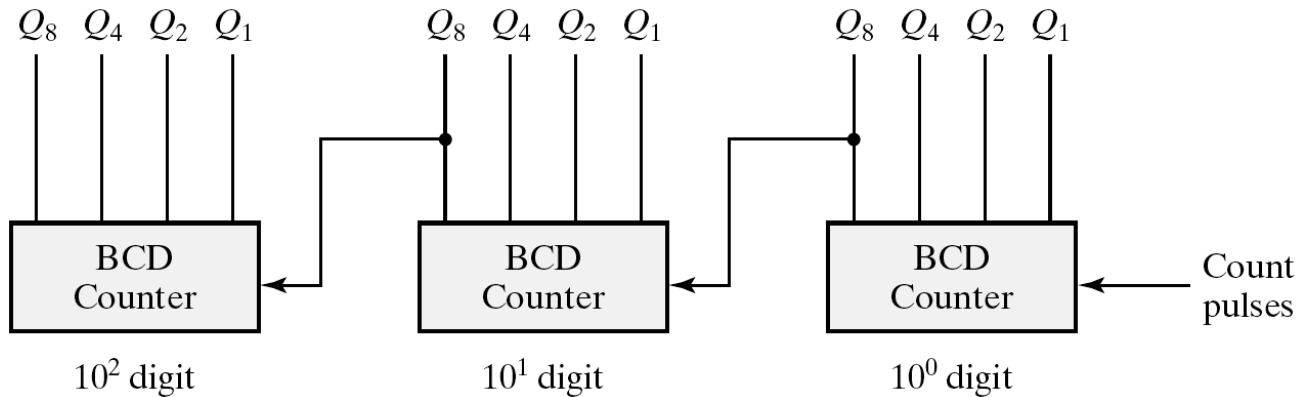 Q₈ Q₄ Q₂ Q₁ Q₈ Q₄ Q₂ Q₁ Q₈ Q₄ Q₂ Q₁
BCD
Counter
BCD
Counter
BCD
Counter
Count
pulses
10² digit
10¹ digit
10⁰ digit